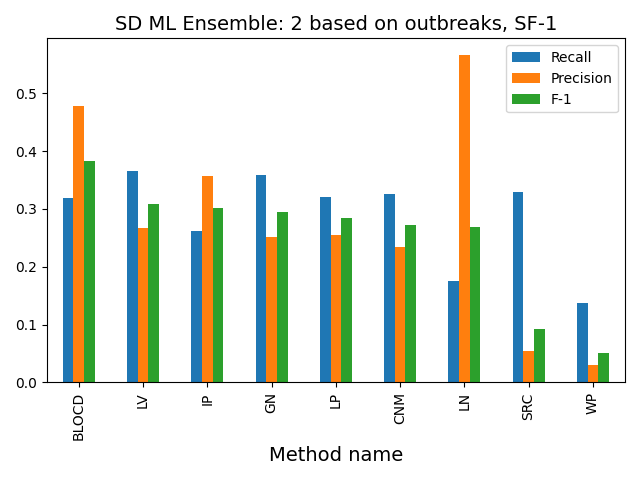 SD ML Ensemble: 2 based on outbreaks, SF-1
Recall
Precision
F-1
0.5
0.4
0.3
0.2
0.1
0.0
BLOCD
LV
IP
GN
LP
CNM
LN
SRC
WP
Method name